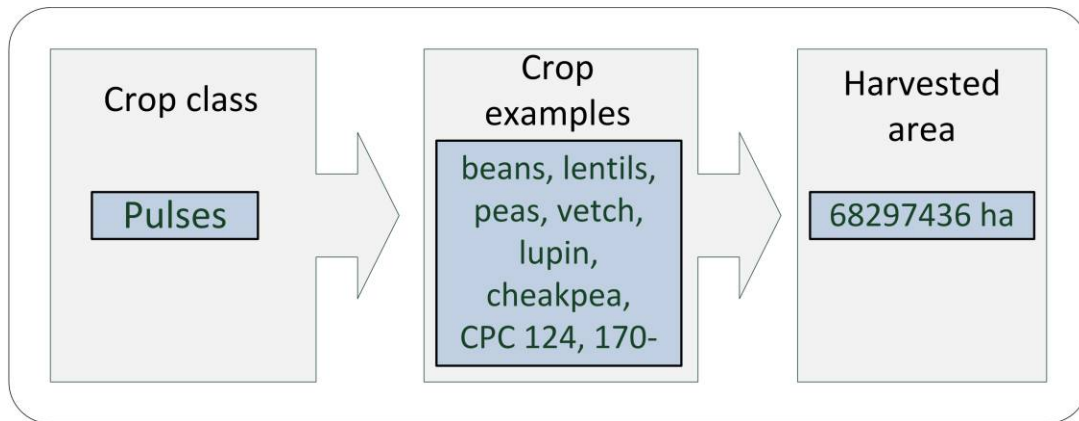 Crop class
Pulses
Crop
examples
beans, lentils,
peas, vetch,
lupin,
cheakpea,
CPC 124, 170-
Harvested
area
68297436 ha